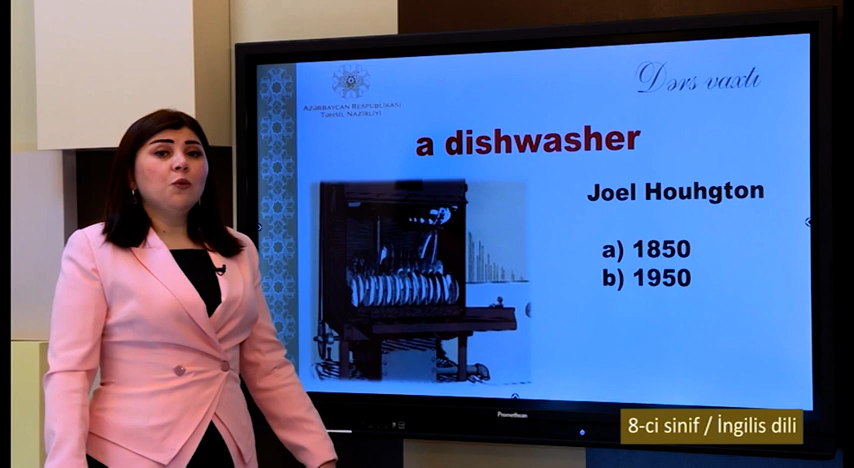 AZƏRBAYCAN RESPUBLİKASI
TƏHSİL NAZİRLİYİ
Dərs vaxtı
a dishwasher
Joel Houhgton
a) 1850
b) 1950
Promethean
8-ci sinif / İngilis dili